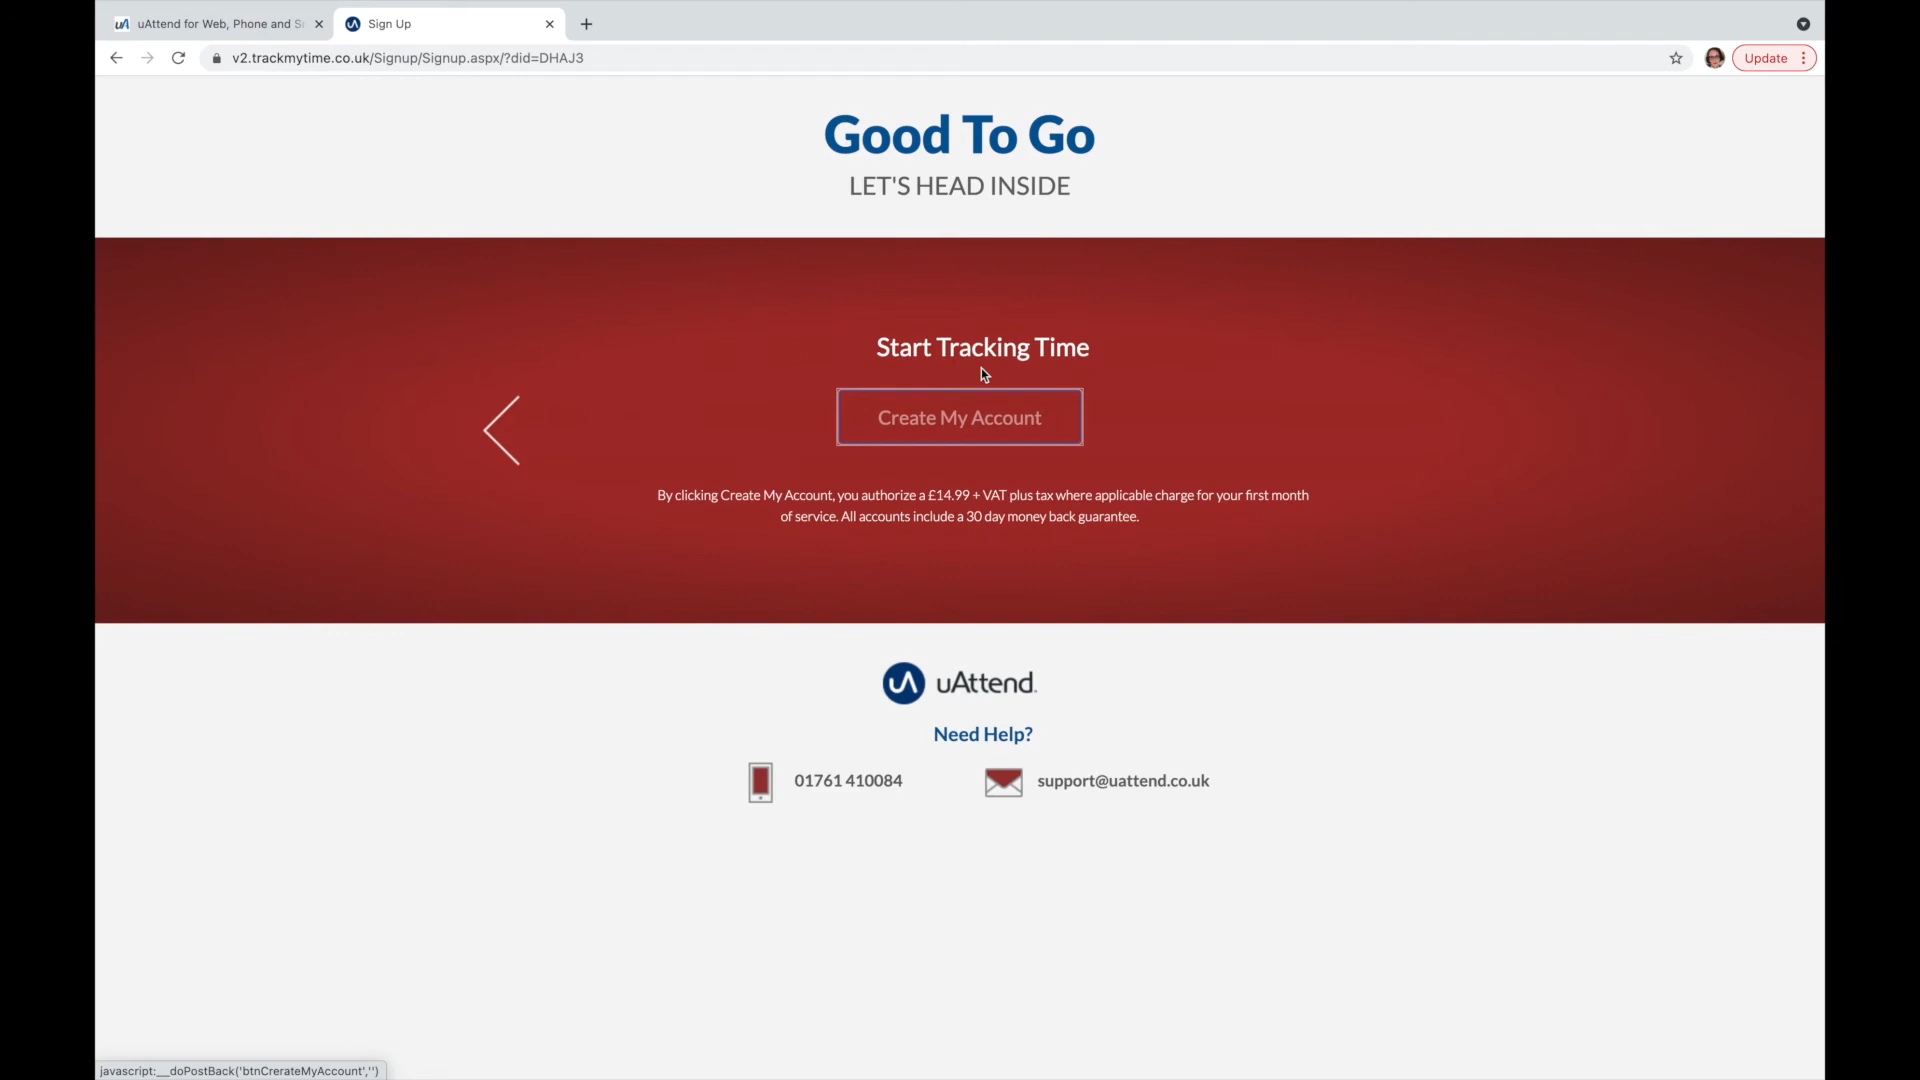 uA uAttend for Web, Phone and S
Sign Up
v2.trackmytime.co.uk/Signup/Signup.aspx/?did=DHAJ3
Update
Good To Go
LET'S HEAD INSIDE
Start Tracking Time
Create My Account
By clicking Create My Account, you authorize a £14.99 + VAT plus tax where applicable charge for your first month
of service. All accounts include a 30 day money back guarantee.
uA uAttend.
Need Help?
01761 410084
support@uattend.co.uk
javascript:__doPostBack('btnCrerateMyAccount','')